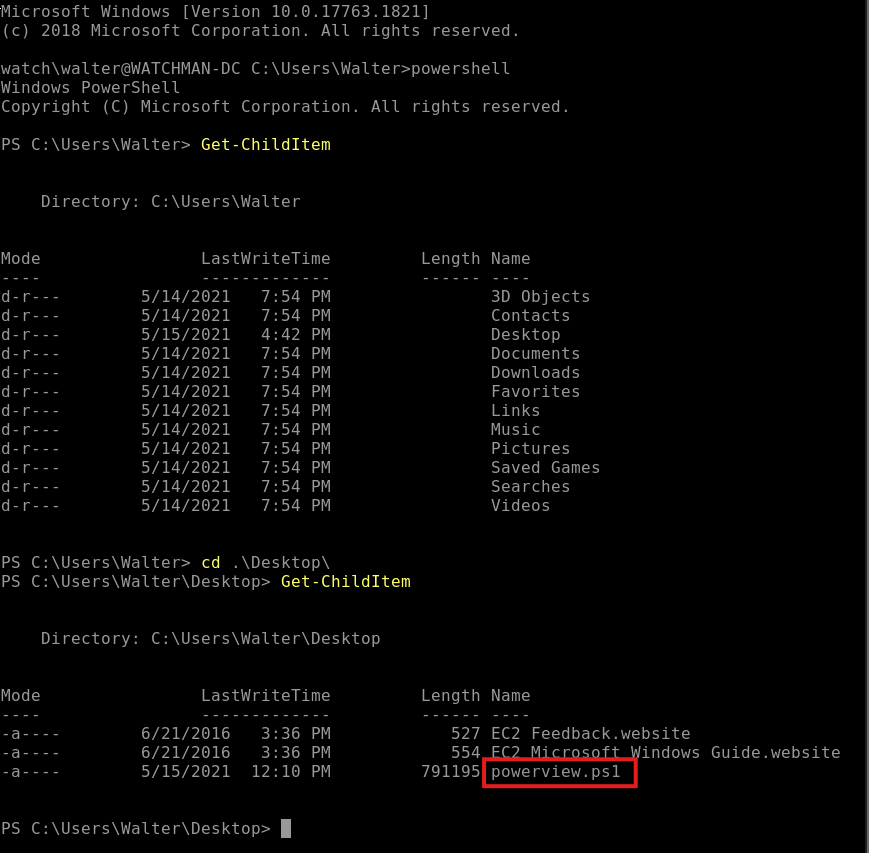 Microsoft Windows [Version 10.0.17763.1821]
(c) 2018 Microsoft Corporation. All rights reserved.
watch\walter@WATCHMAN-DC C:\Users\Walter>powershell
Windows PowerShell
Copyright (C) Microsoft Corporation. All rights reserved.
PS C:\Users\Walter> Get-ChildItem
    Directory: C:\Users\Walter
Mode                LastWriteTime         Length Name
----                -------------         ------ ----
d-r---        5/14/2021   7:54 PM                3D Objects
d-r---        5/14/2021   7:54 PM                Contacts
d-r---        5/15/2021   4:42 PM                Desktop
d-r---        5/14/2021   7:54 PM                Documents
d-r---        5/14/2021   7:54 PM                Downloads
d-r---        5/14/2021   7:54 PM                Favorites
d-r---        5/14/2021   7:54 PM                Links
d-r---        5/14/2021   7:54 PM                Music
d-r---        5/14/2021   7:54 PM                Pictures
d-r---        5/14/2021   7:54 PM                Saved Games
d-r---        5/14/2021   7:54 PM                Searches
d-r---        5/14/2021   7:54 PM                Videos
PS C:\Users\Walter> cd .\Desktop\
PS C:\Users\Walter\Desktop> Get-ChildItem
    Directory: C:\Users\Walter\Desktop
Mode                LastWriteTime         Length Name
----                -------------         ------ ----
-a----        6/21/2016   3:36 PM            527 EC2 Feedback.website
-a----        6/21/2016   3:36 PM            554 EC2 Microsoft Windows Guide.website
-a----        5/15/2021  12:10 PM         791195 powerview.ps1
PS C:\Users\Walter\Desktop>